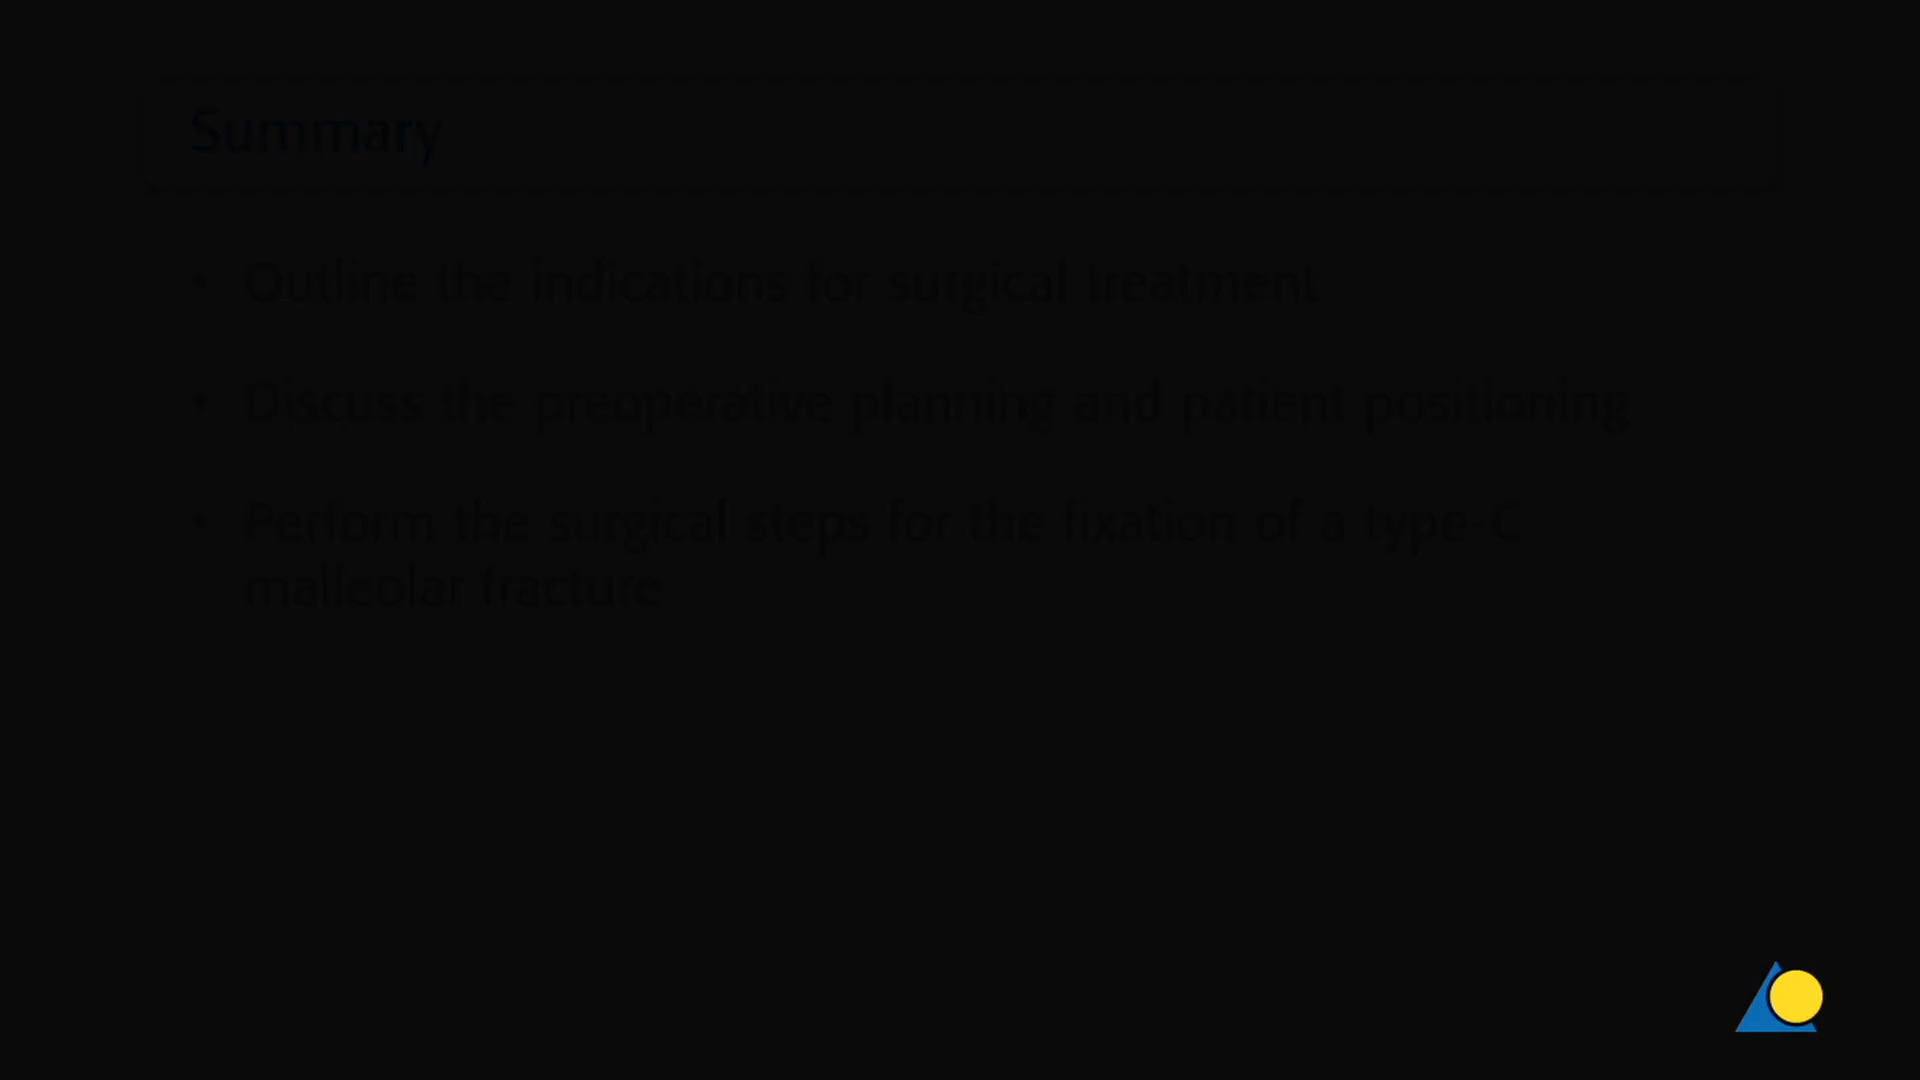 Summary
• Outline the indications for surgical treatment
• Discuss the preoperative planning and patient positioning
• Perform the surgical steps for the fixation of a type-C
malleolar fracture